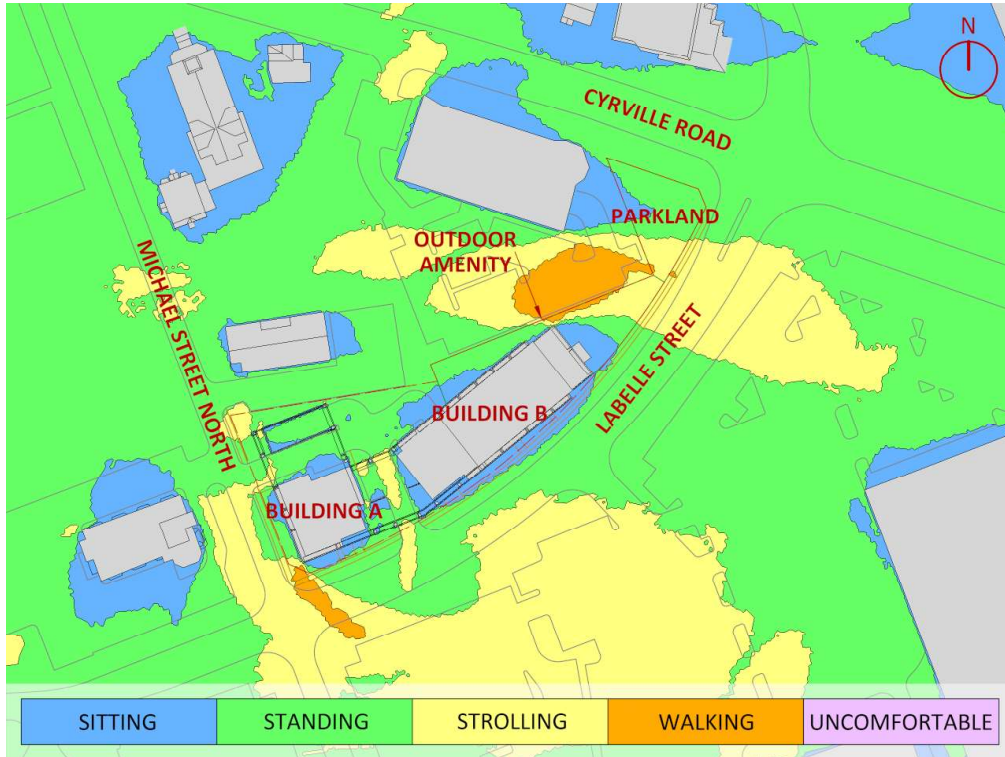 N
CYRVILLE ROAD
PARKLAND
OUTDOOR
AMENITY
MICHAEL STREET NORTH
LABELLE STREET
BUILDING B
BUILDING A
SITTING
STANDING
STROLLING
WALKING
UNCOMFORTABLE